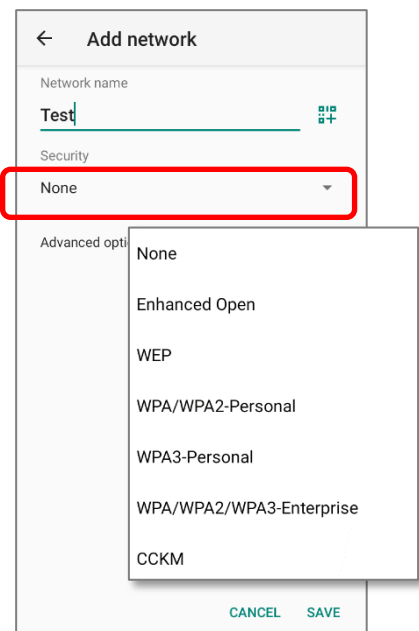 Add network
Network name
Test
Security
None
Advanced opti
None
Enhanced Open
WEP
WPA/WPA2-Personal
WPA3-Personal
WPA/WPA2/WPA3-Enterprise
CCKM
CANCEL SAVE